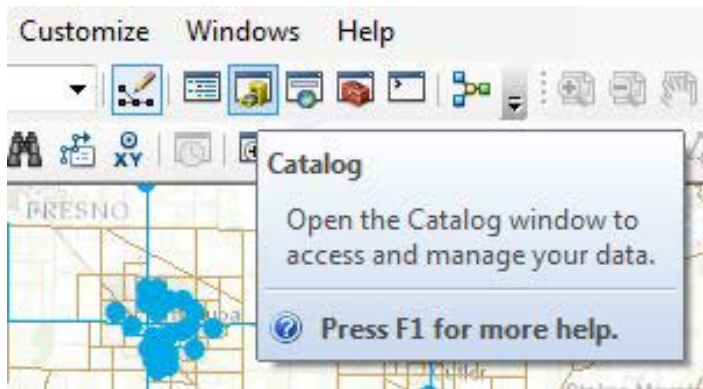 Customize Windows Help
XY
Catalog
FRESNO
Open the Catalog window to
access and manage your data.
Press F1 for more help.